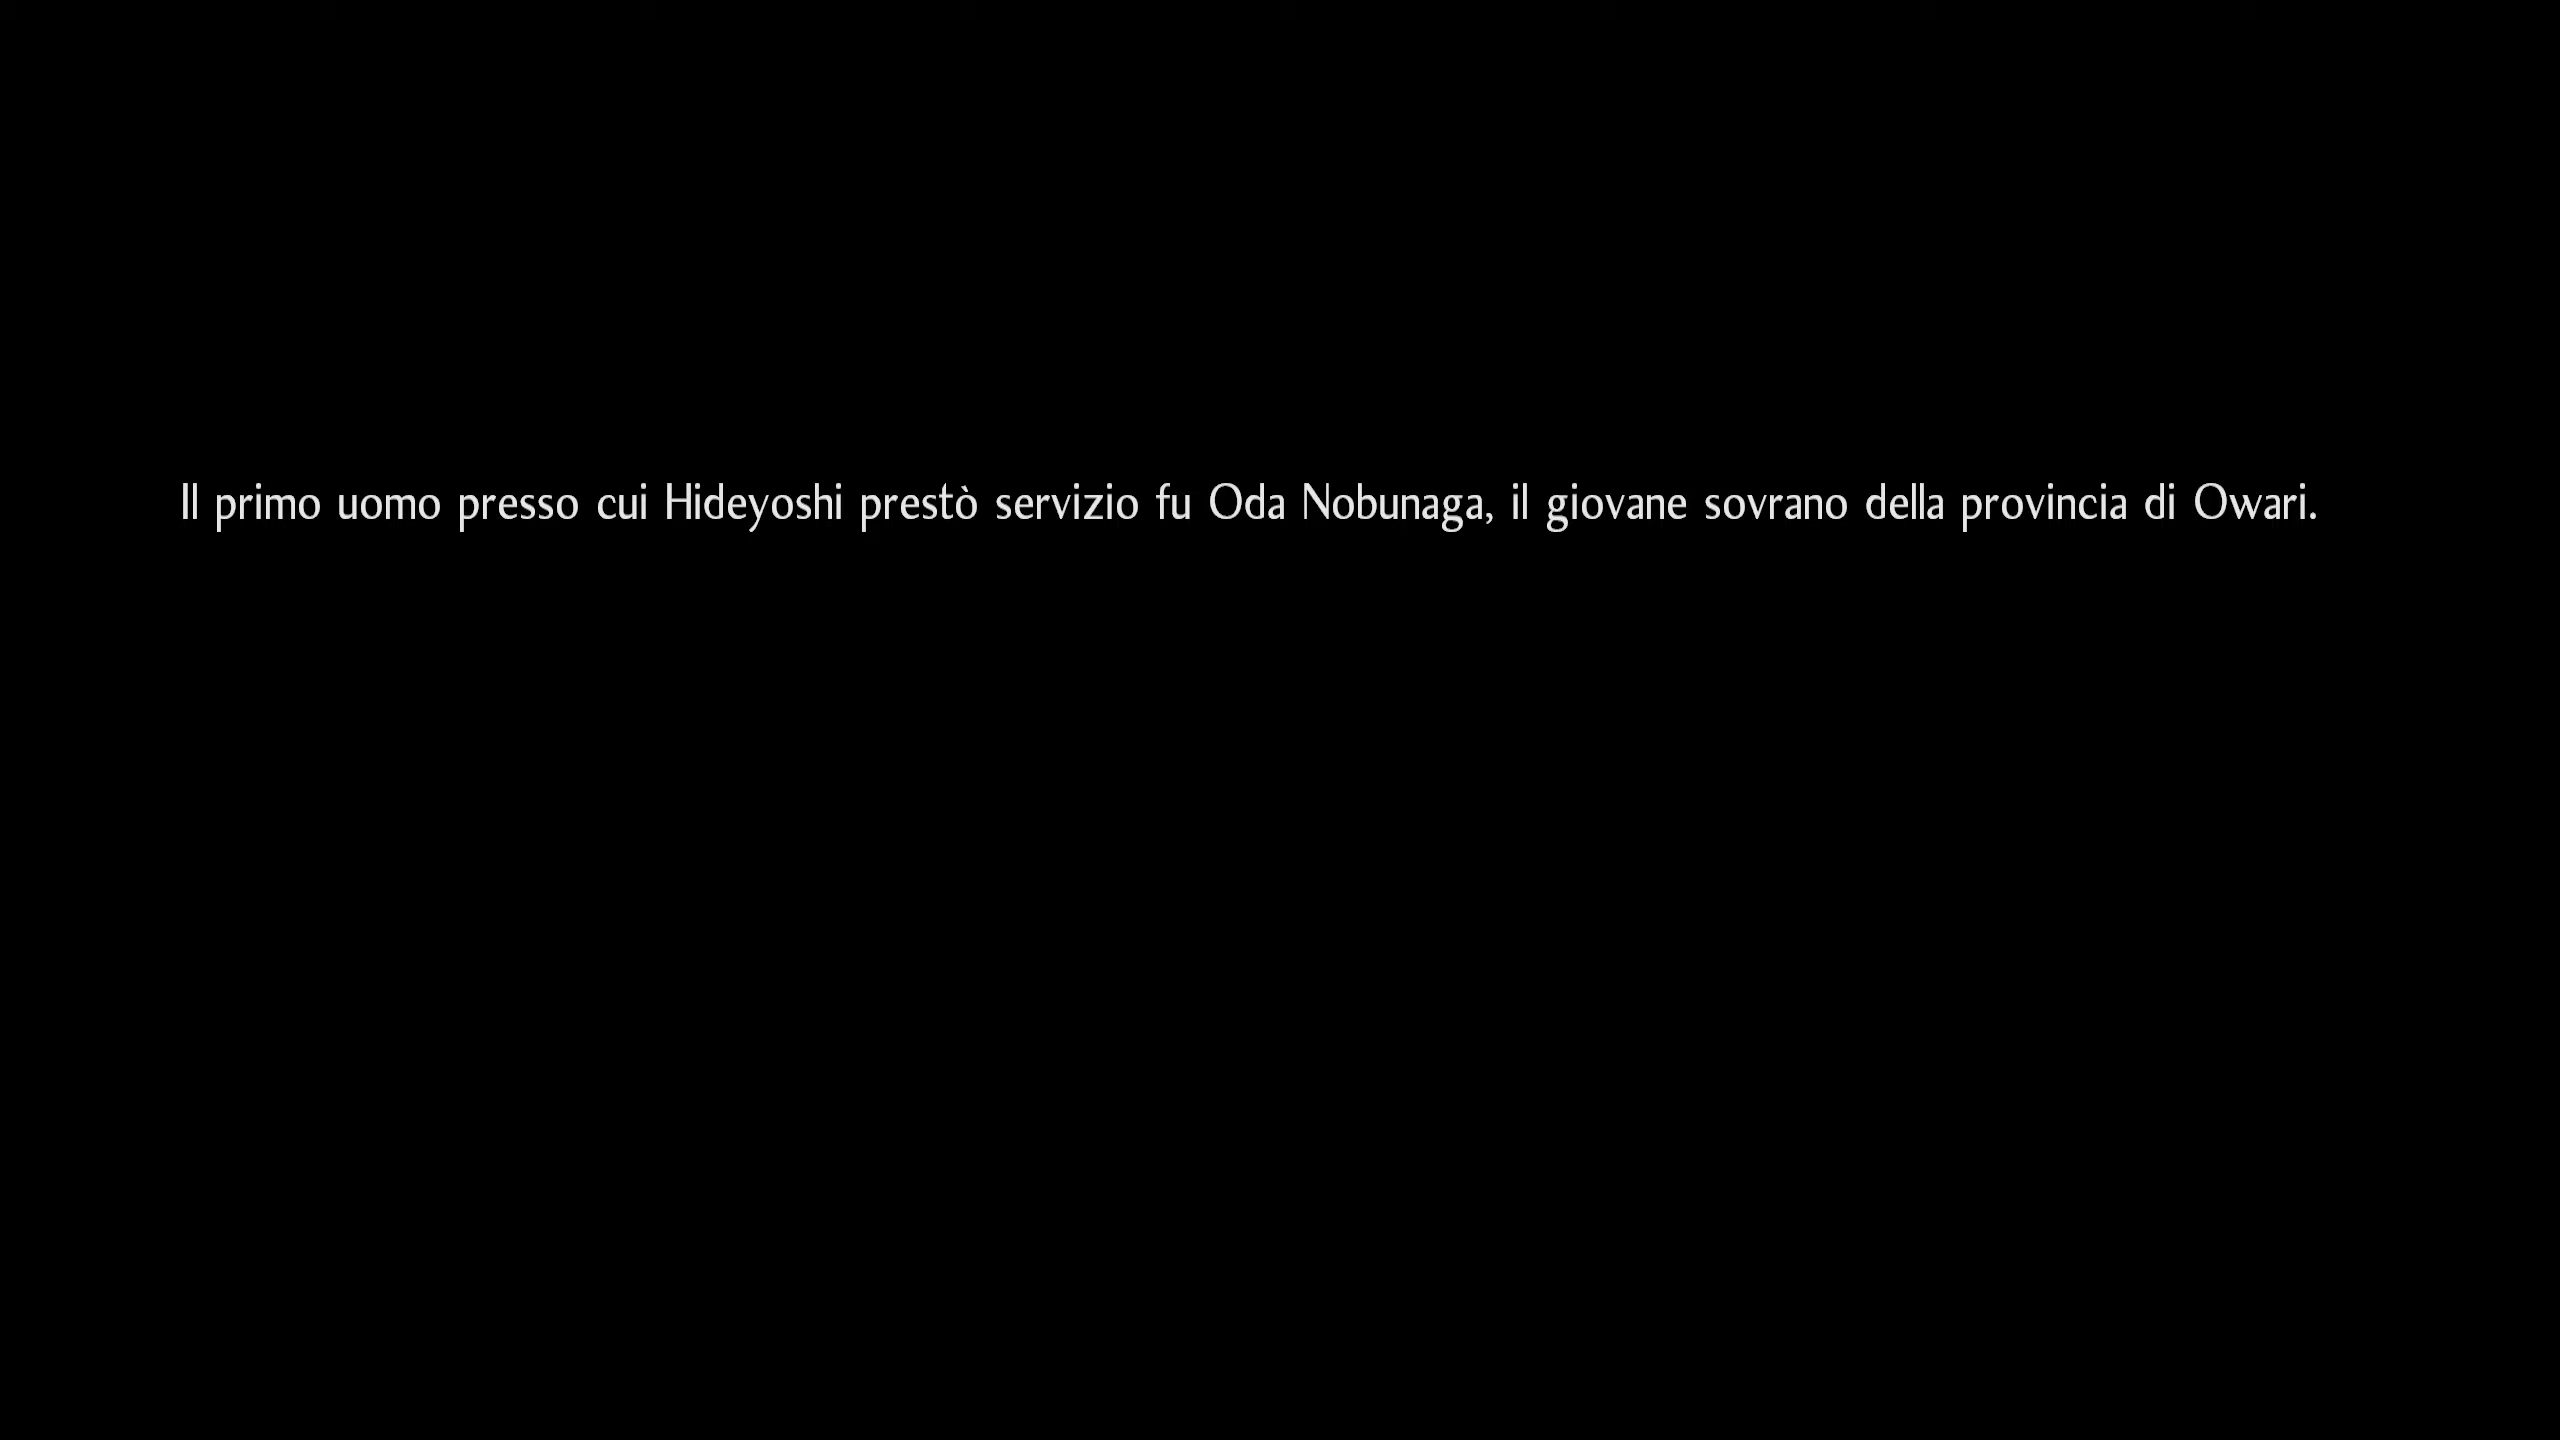 Il primo uomo presso cui Hideyoshi prestò servizio fu Oda Nobunaga, il giovane sovrano della provincia di Owari.